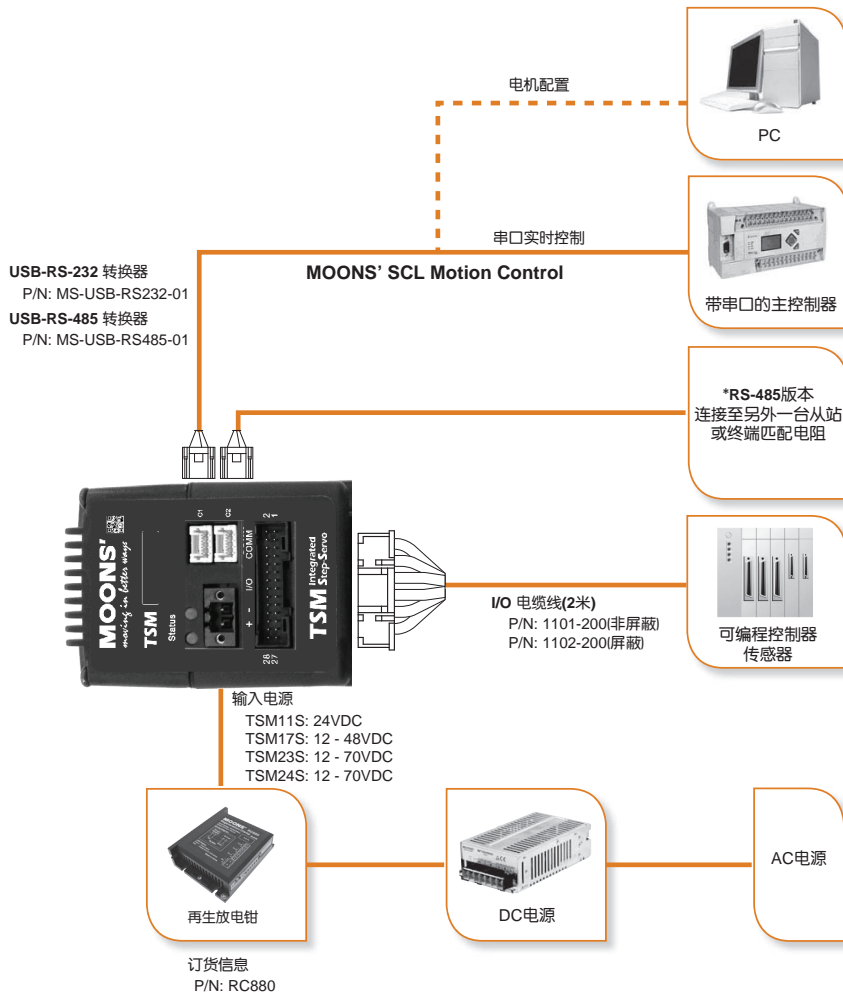 电机配置
PC
串口实时控制
MOONS' SCL Motion Control
带串口的主控制器
USB-RS-232 转换器
P/N: MS-USB-RS232-01
USB-RS-485 转换器
P/N: MS-USB-RS485-01
*RS-485版本
连接至另外一台从站
或终端匹配电阻
MOONS'
moving in better ways
TSM
Status
C1
C2
COMM
I/O
+ -
2
1
28
27
TSM Integrated
Step-Servo
I/O 电缆线(2米)
P/N: 1101-200(非屏蔽)
P/N: 1102-200(屏蔽)
可编程控制器
传感器
输入电源
TSM11S: 24VDC
TSM17S: 12 - 48VDC
TSM23S: 12 - 70VDC
TSM24S: 12 - 70VDC
MOONS'
再生放电钳
DC电源
AC电源
订货信息
P/N: RC880